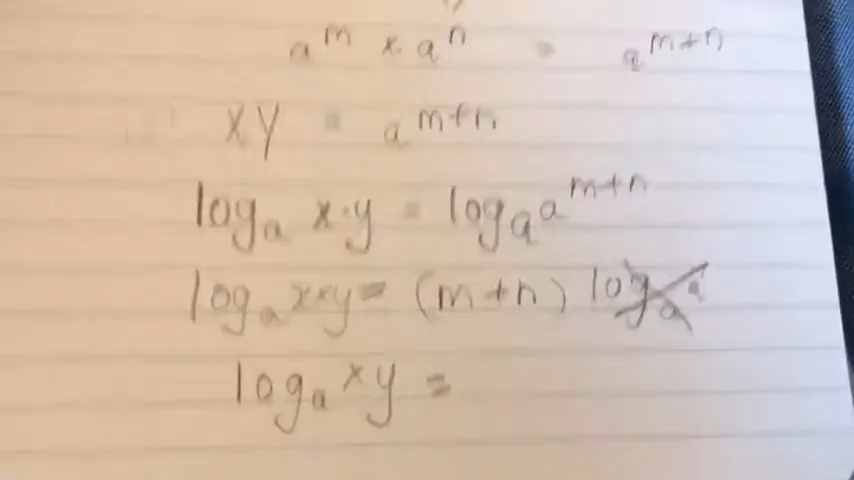 a^m × a^n = a^{m+n}
xy = a^{m+n}
log_a x·y = log_a a^{m+n}
log_a x×y = (m+n) log_a a
log_a xy =